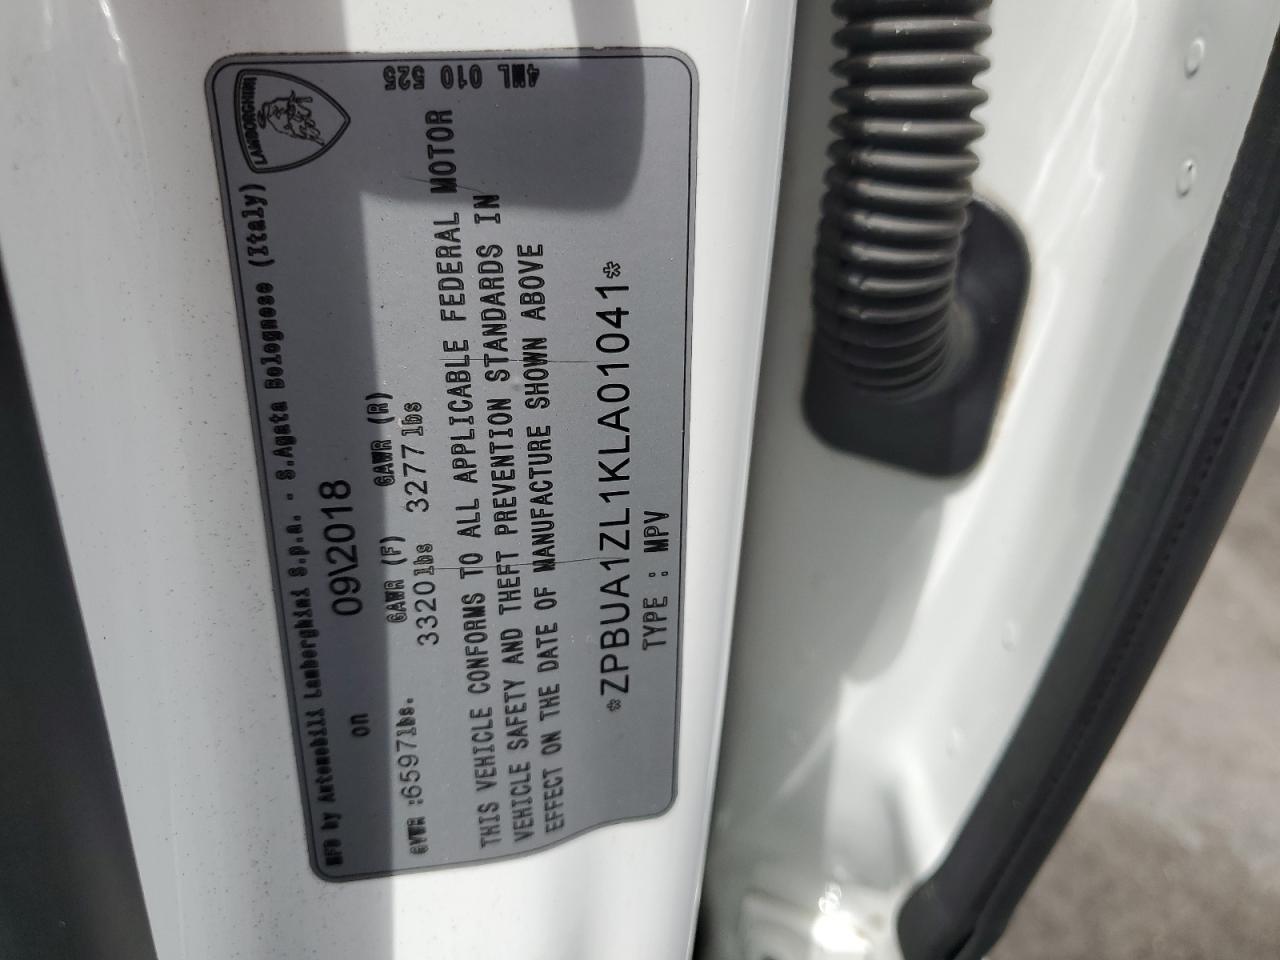 LAMBORGHINI
MFD by Automobili Lamborghini S.p.A. - S.Agata Bolognese (Italy)
on 09\2018
GAWR (F) GAWR (R)
GVWR :6597lbs. 3320lbs 3277lbs
THIS VEHICLE CONFORMS TO ALL APPLICABLE FEDERAL MOTOR
VEHICLE SAFETY AND THEFT PREVENTION STANDARDS IN
EFFECT ON THE DATE OF MANUFACTURE SHOWN ABOVE
*ZPBUA1ZL1KLA01041*
TYPE : MPV
4ML 010 525